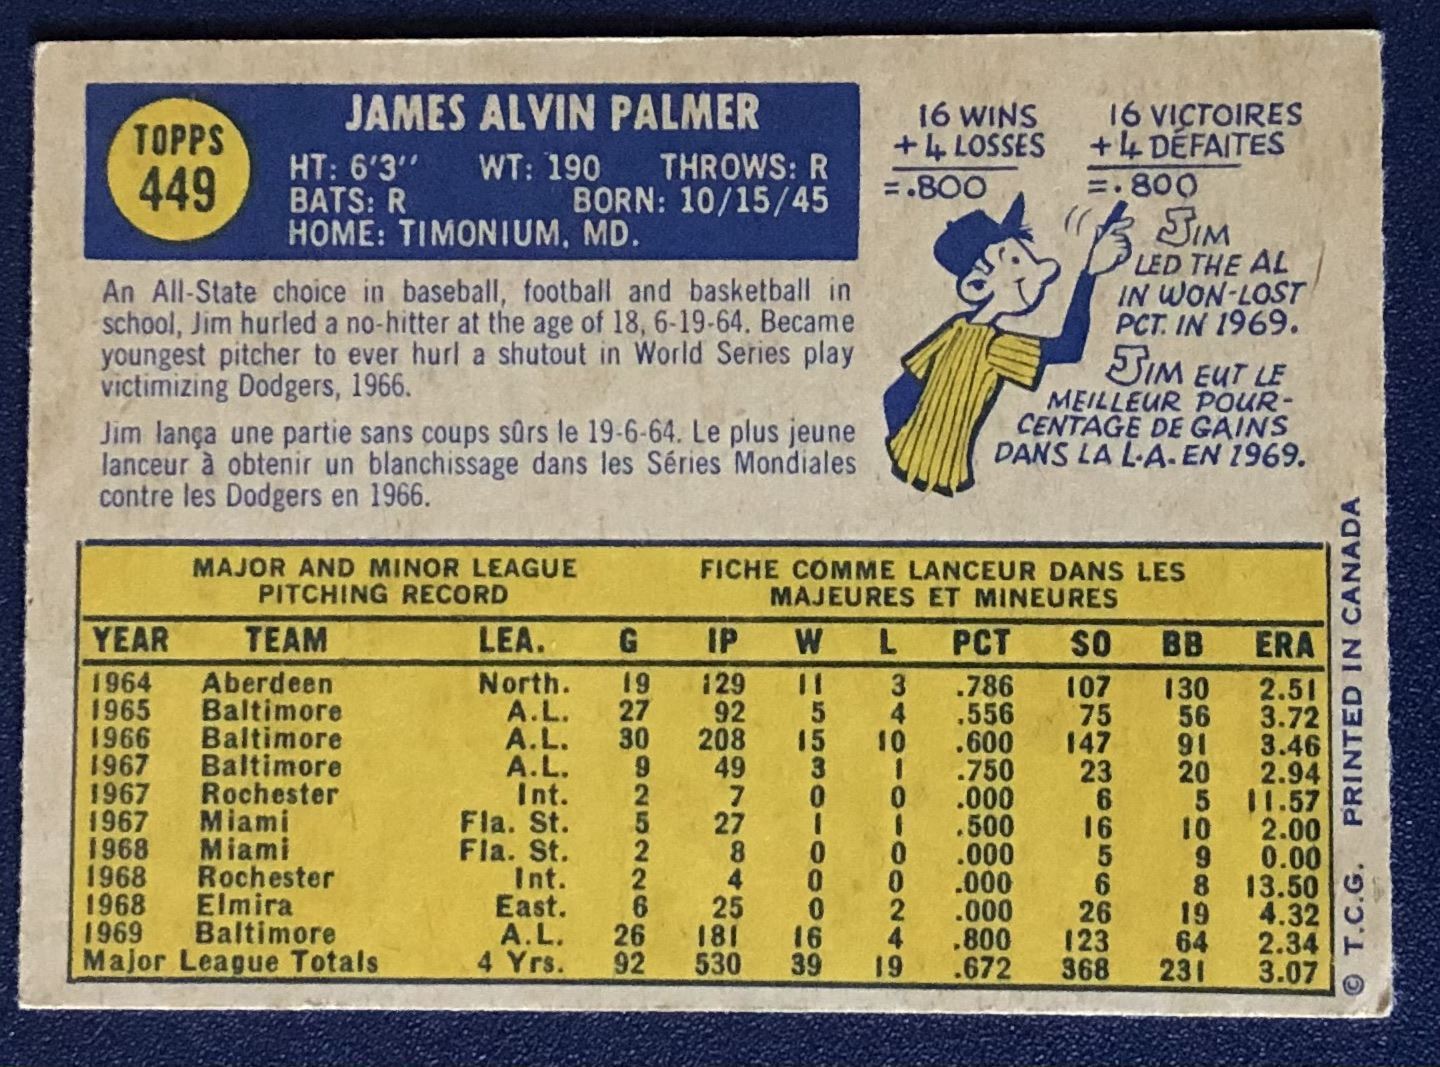 TOPPS
449
JAMES ALVIN PALMER
HT: 6'3" WT: 190 THROWS: R
BATS: R BORN: 10/15/45
HOME: TIMONIUM, MD.
An All-State choice in baseball, football and basketball in
school, Jim hurled a no-hitter at the age of 18, 6-19-64. Became
youngest pitcher to ever hurl a shutout in World Series play
victimizing Dodgers, 1966.
Jim lança une partie sans coups sûrs le 19-6-64. Le plus jeune
lanceur à obtenir un blanchissage dans les Séries Mondiales
contre les Dodgers en 1966.
16 WINS
+4 LOSSES
=.800
16 VICTOIRES
+4 DÉFAITES
=.800
JIM
LED THE AL
IN WON-LOST
PCT. IN 1969.
JIM EUT LE
MEILLEUR POUR-
CENTAGE DE GAINS
DANS LA L.A. EN 1969.
MAJOR AND MINOR LEAGUE
PITCHING RECORD
FICHE COMME LANCEUR DANS LES
MAJEURES ET MINEURES
YEAR TEAM LEA. G IP W L PCT SO BB ERA
1964 Aberdeen North. 19 129 11 3 .786 107 130 2.51
1965 Baltimore A.L. 27 92 5 4 .556 75 56 3.72
1966 Baltimore A.L. 30 208 15 10 .600 147 91 3.46
1967 Baltimore A.L. 9 49 3 1 .750 23 20 2.94
1967 Rochester Int. 2 7 0 0 .000 6 5 11.57
1967 Miami Fla. St. 5 27 1 1 .500 16 10 2.00
1968 Miami Fla. St. 2 8 0 0 .000 5 9 0.00
1968 Rochester Int. 2 4 0 0 .000 6 8 13.50
1968 Elmira East. 6 25 0 2 .000 26 19 4.32
1969 Baltimore A.L. 26 181 16 4 .800 123 64 2.34
Major League Totals 4 Yrs. 92 530 39 19 .672 368 231 3.07
© T.C.G. PRINTED IN CANADA